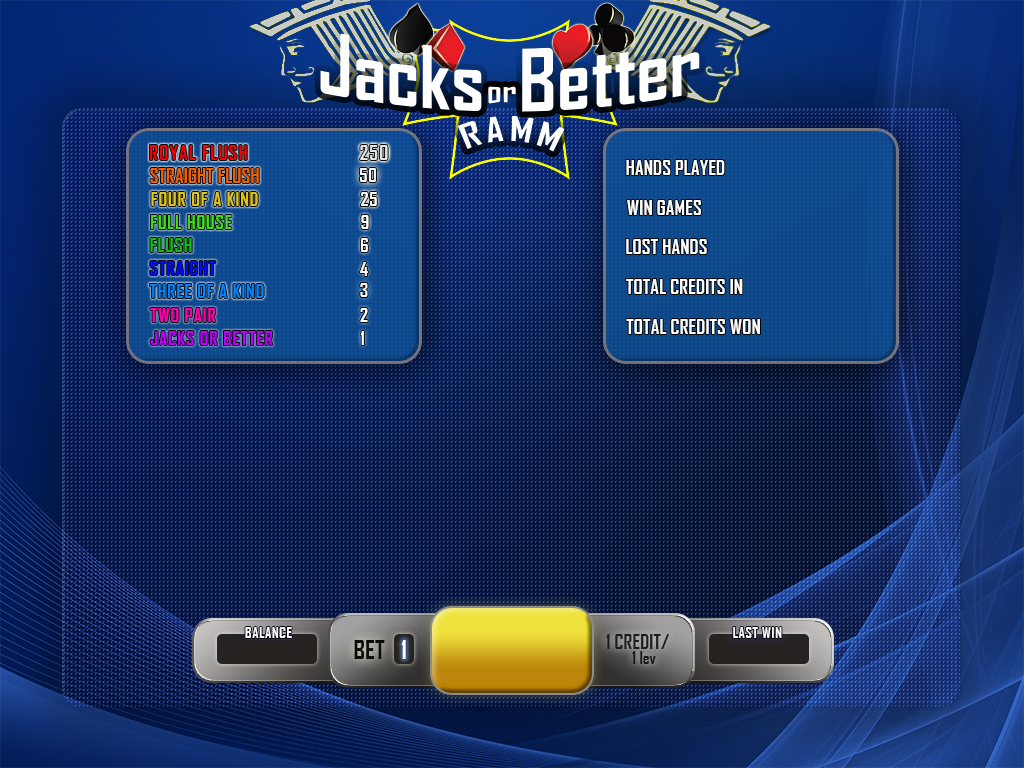 Jacks or Better
RAMM
ROYAL FLUSH 250
STRAIGHT FLUSH 50
FOUR OF A KIND 25
FULL HOUSE 9
FLUSH 6
STRAIGHT 4
THREE OF A KIND 3
TWO PAIR 2
JACKS OR BETTER 1
HANDS PLAYED
WIN GAMES
LOST HANDS
TOTAL CREDITS IN
TOTAL CREDITS WON
BALANCE
BET 1
1 CREDIT/
1 lev
LAST WIN